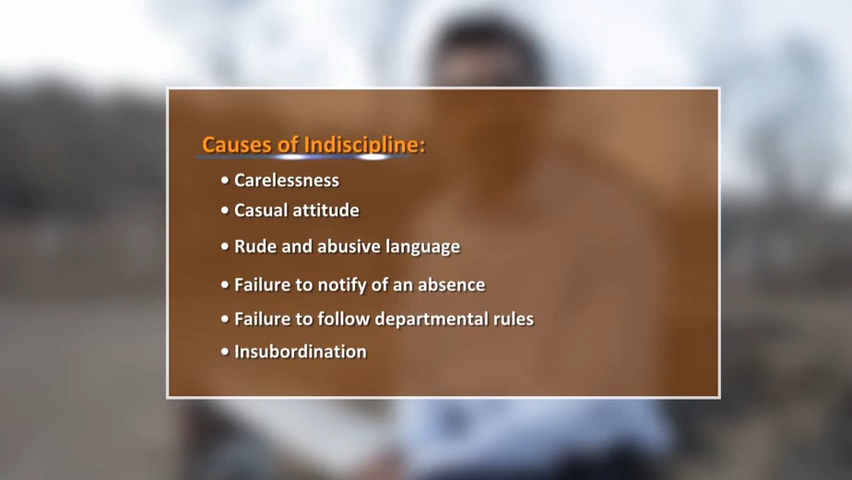 Causes of Indiscipline:
• Carelessness
• Casual attitude
• Rude and abusive language
• Failure to notify of an absence
• Failure to follow departmental rules
• Insubordination